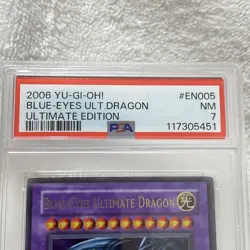 2006 YU-GI-OH! #EN005
BLUE-EYES ULT.DRAGON NM
ULTIMATE EDITION 7
PSA 117305451
BLUE-EYES ULTIMATE DRAGON 光